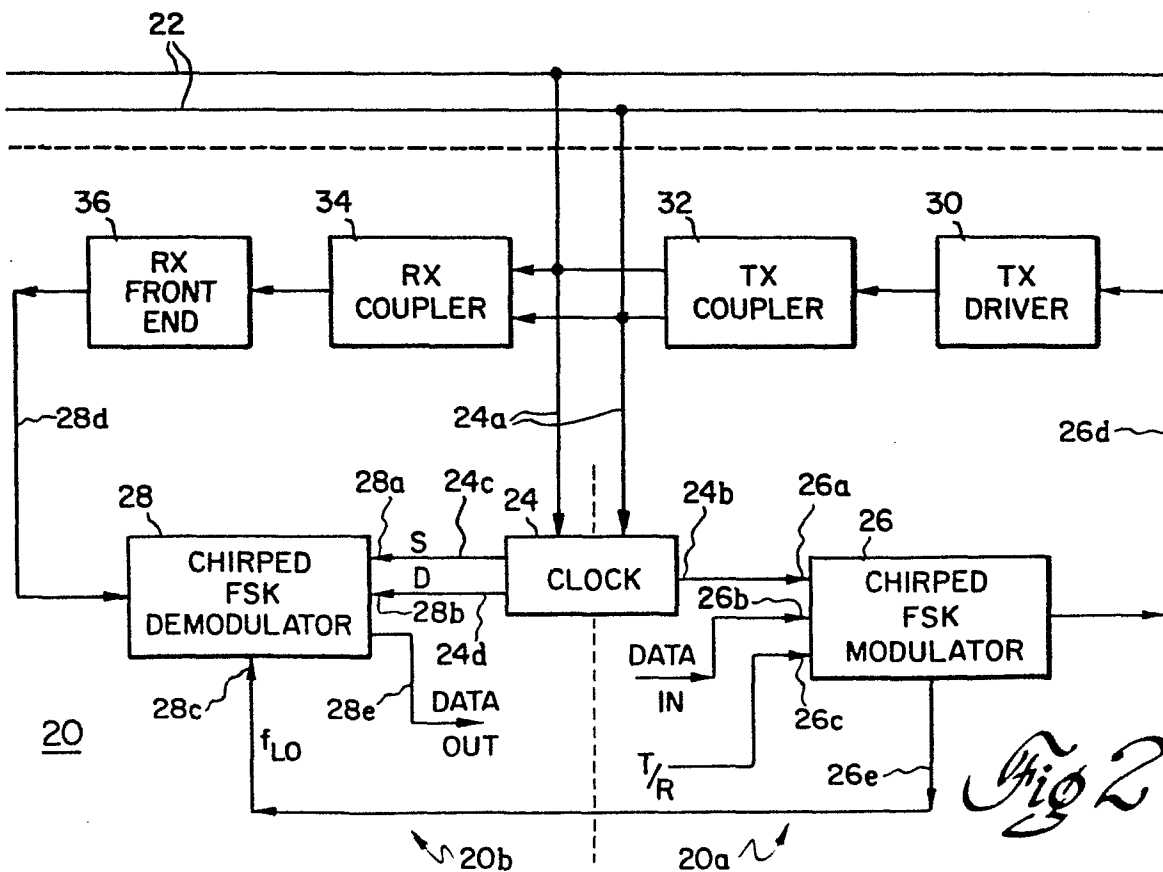 22
36
34
32
30
RX
FRONT
END
RX
COUPLER
TX
COUPLER
TX
DRIVER
28d
24a
26d
28
28a
24c
24
24b
26a
26
S
D
CHIRPED
FSK
DEMODULATOR
CLOCK
CHIRPED
FSK
MODULATOR
28b
26b
24d
DATA
IN
28c
28e
DATA
OUT
26c
20
fLO
T/R
26e
Fig 2
20b
20a